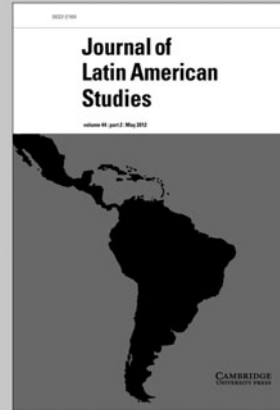 Journal of
Latin American
Studies
volume 44 : part 2 : May 2012
CAMBRIDGE
UNIVERSITY PRESS